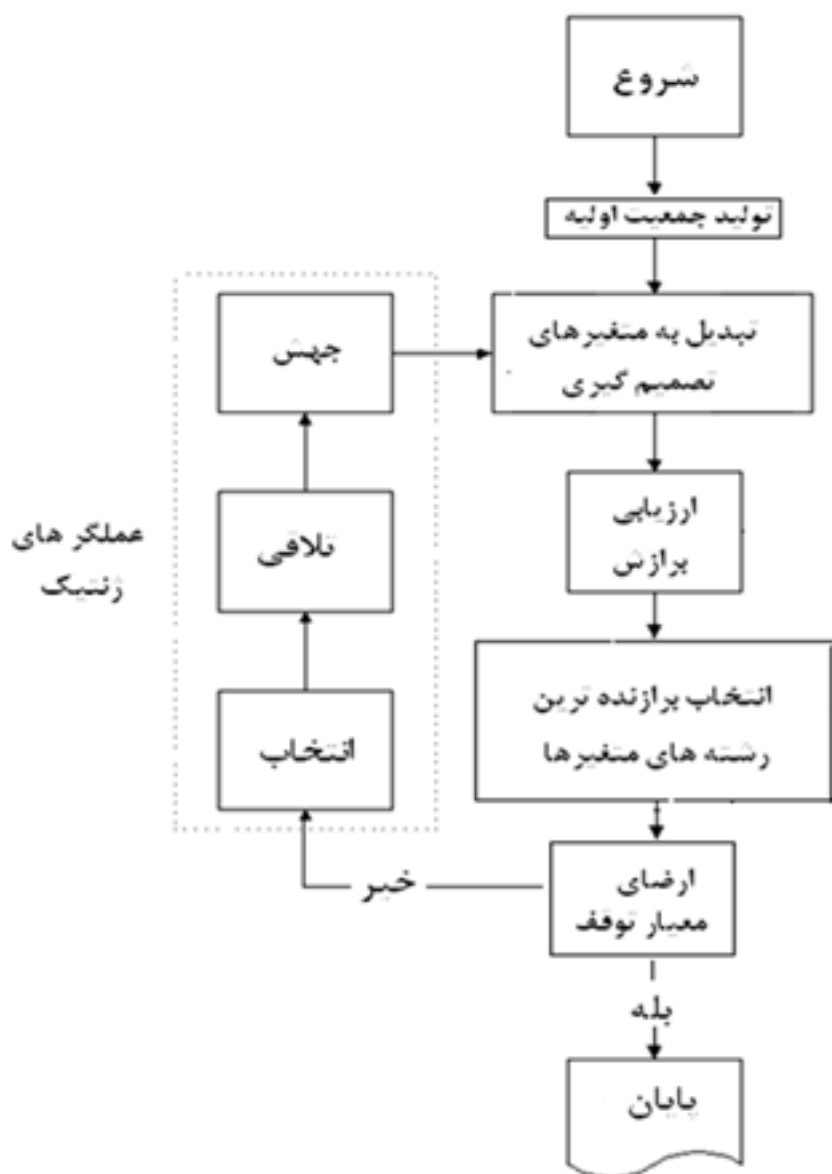 شروع
تولید جمعیت اولیه
تبدیل به متغیرهای
تصمیم گیری
ارزیابی
برازش
انتخاب برازنده ترین
رشته های متغیرها
ارضای
معیار توقف
بله
پایان
خیر
انتخاب
تلاقی
جهش
عملگر های
ژنتیک